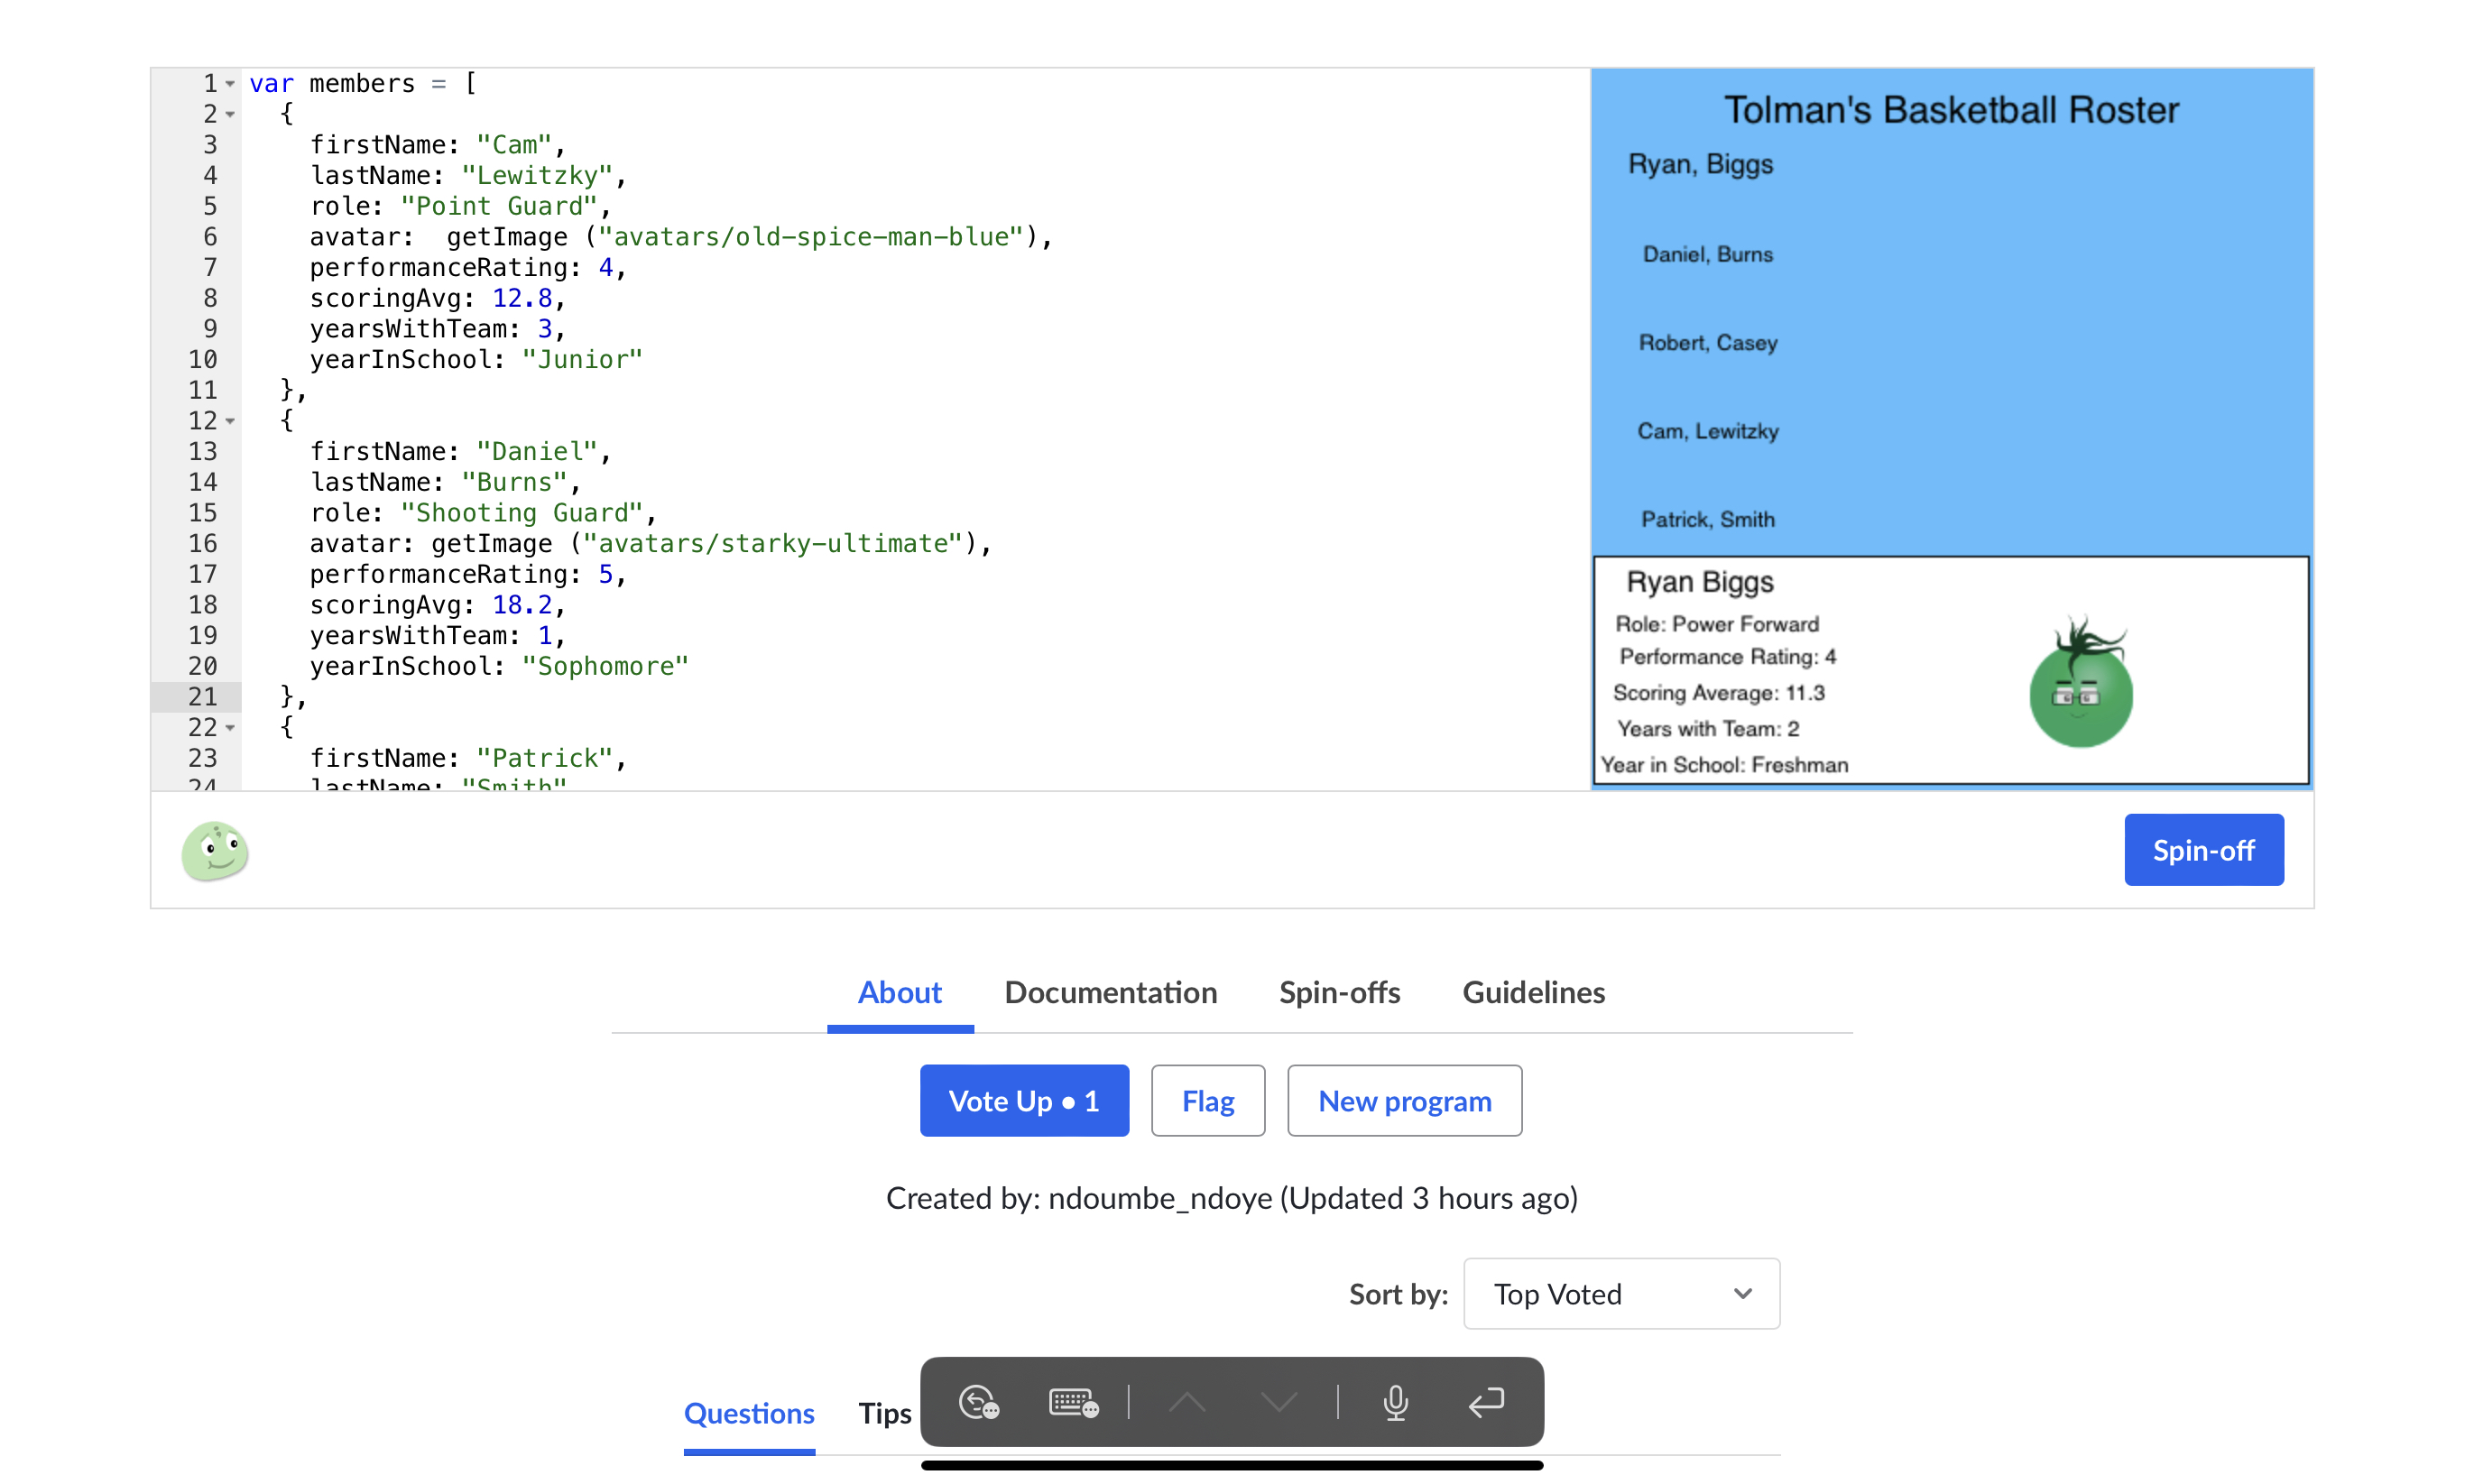 1 var members = [
2 {
3 firstName: "Cam",
4 lastName: "Lewitzky",
5 role: "Point Guard",
6 avatar:  getImage ("avatars/old-spice-man-blue"),
7 performanceRating: 4,
8 scoringAvg: 12.8,
9 yearsWithTeam: 3,
10 yearInSchool: "Junior"
11 },
12 {
13 firstName: "Daniel",
14 lastName: "Burns",
15 role: "Shooting Guard",
16 avatar: getImage ("avatars/starky-ultimate"),
17 performanceRating: 5,
18 scoringAvg: 18.2,
19 yearsWithTeam: 1,
20 yearInSchool: "Sophomore"
21 },
22 {
23 firstName: "Patrick",
24 lastName: "Smith"
Tolman's Basketball Roster
Ryan, Biggs
Daniel, Burns
Robert, Casey
Cam, Lewitzky
Patrick, Smith
Ryan Biggs
Role: Power Forward
Performance Rating: 4
Scoring Average: 11.3
Years with Team: 2
Year in School: Freshman
Spin-off
About Documentation Spin-offs Guidelines
Vote Up • 1 Flag New program
Created by: ndoumbe_ndoye (Updated 3 hours ago)
Sort by: Top Voted
Questions Tips